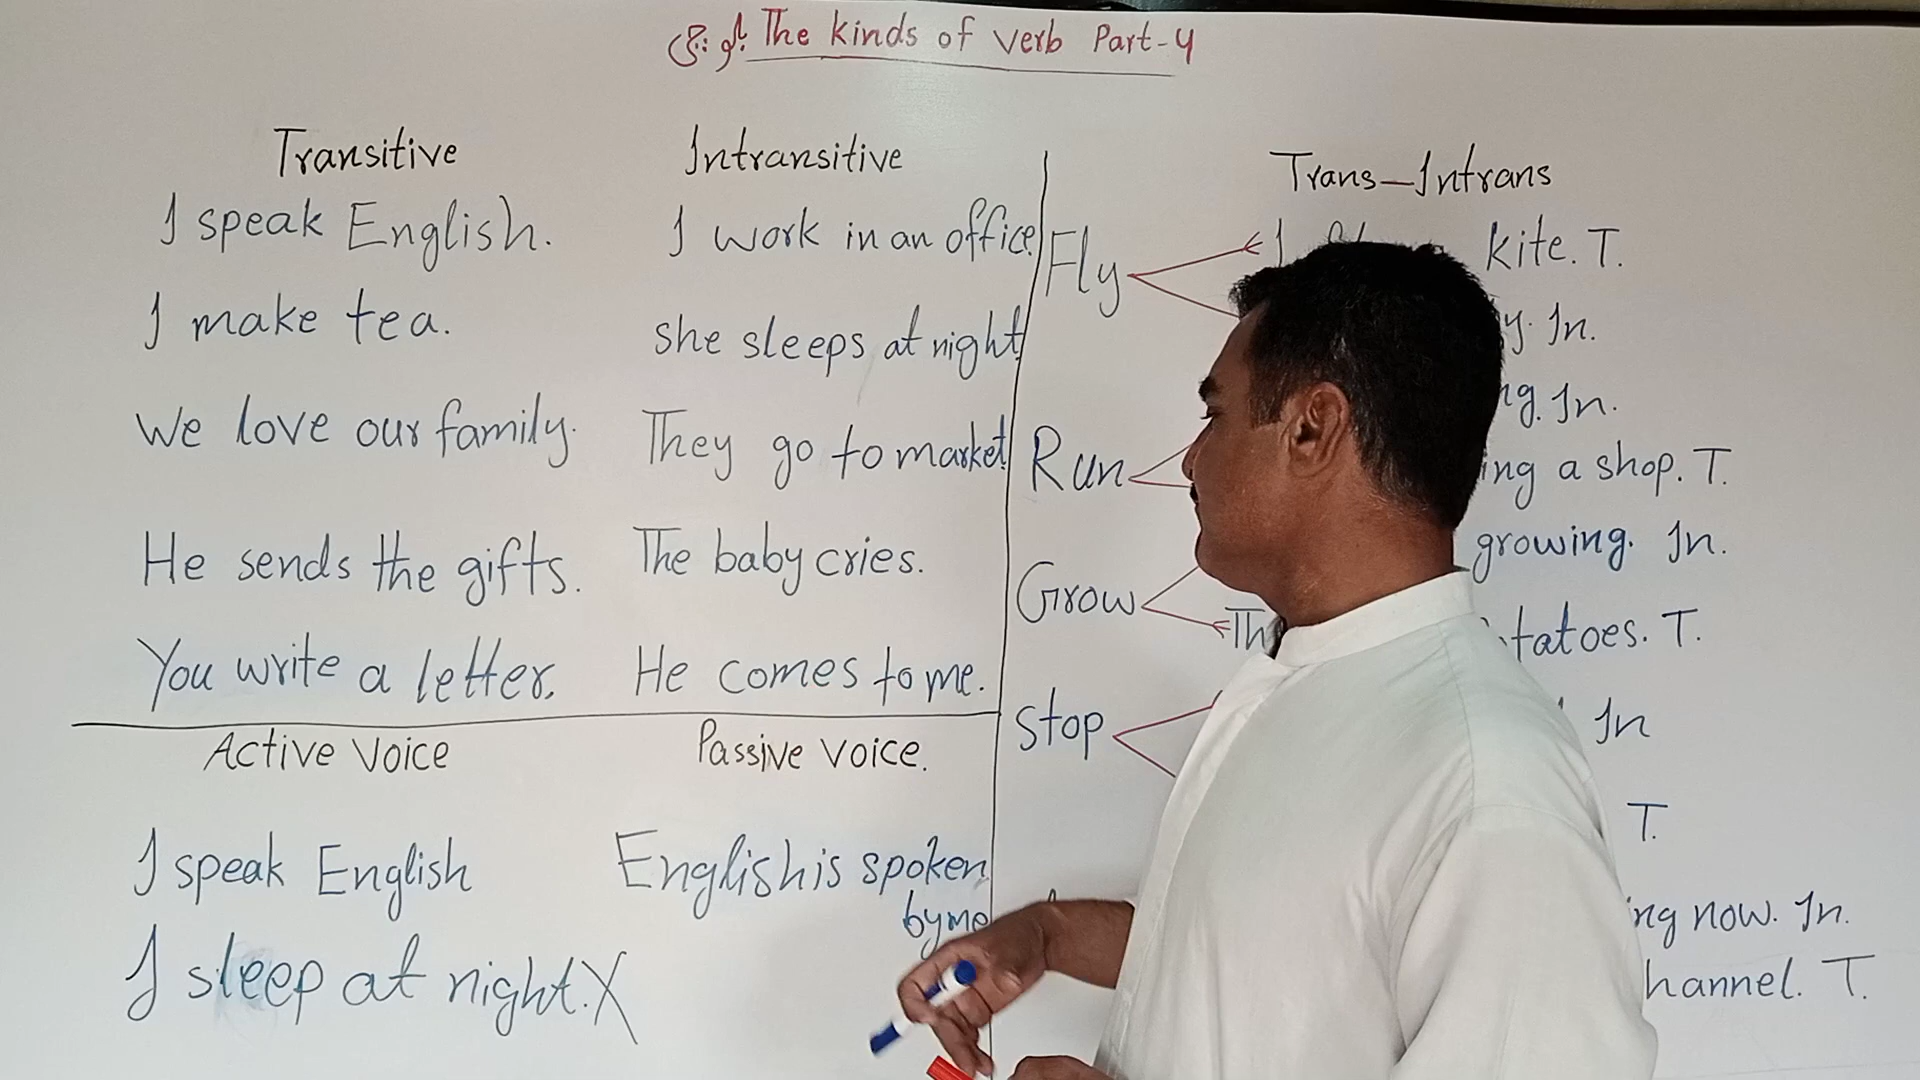 The kinds of verb Part-4
Transitive
I speak English.
I make tea.
We love our family.
He sends the gifts.
You write a letter.
Intransitive
I work in an office.
She sleeps at night.
They go to market.
The baby cries.
He comes to me.
Trans-Intrans
Fly
I kite. T.
In.
Run
In.
ing a shop. T.
Grow
growing. In.
T.
Stop
In
T.
now. In.
T.
Active Voice
I speak English
I sleep at night. X
Passive Voice.
English is spoken
by me